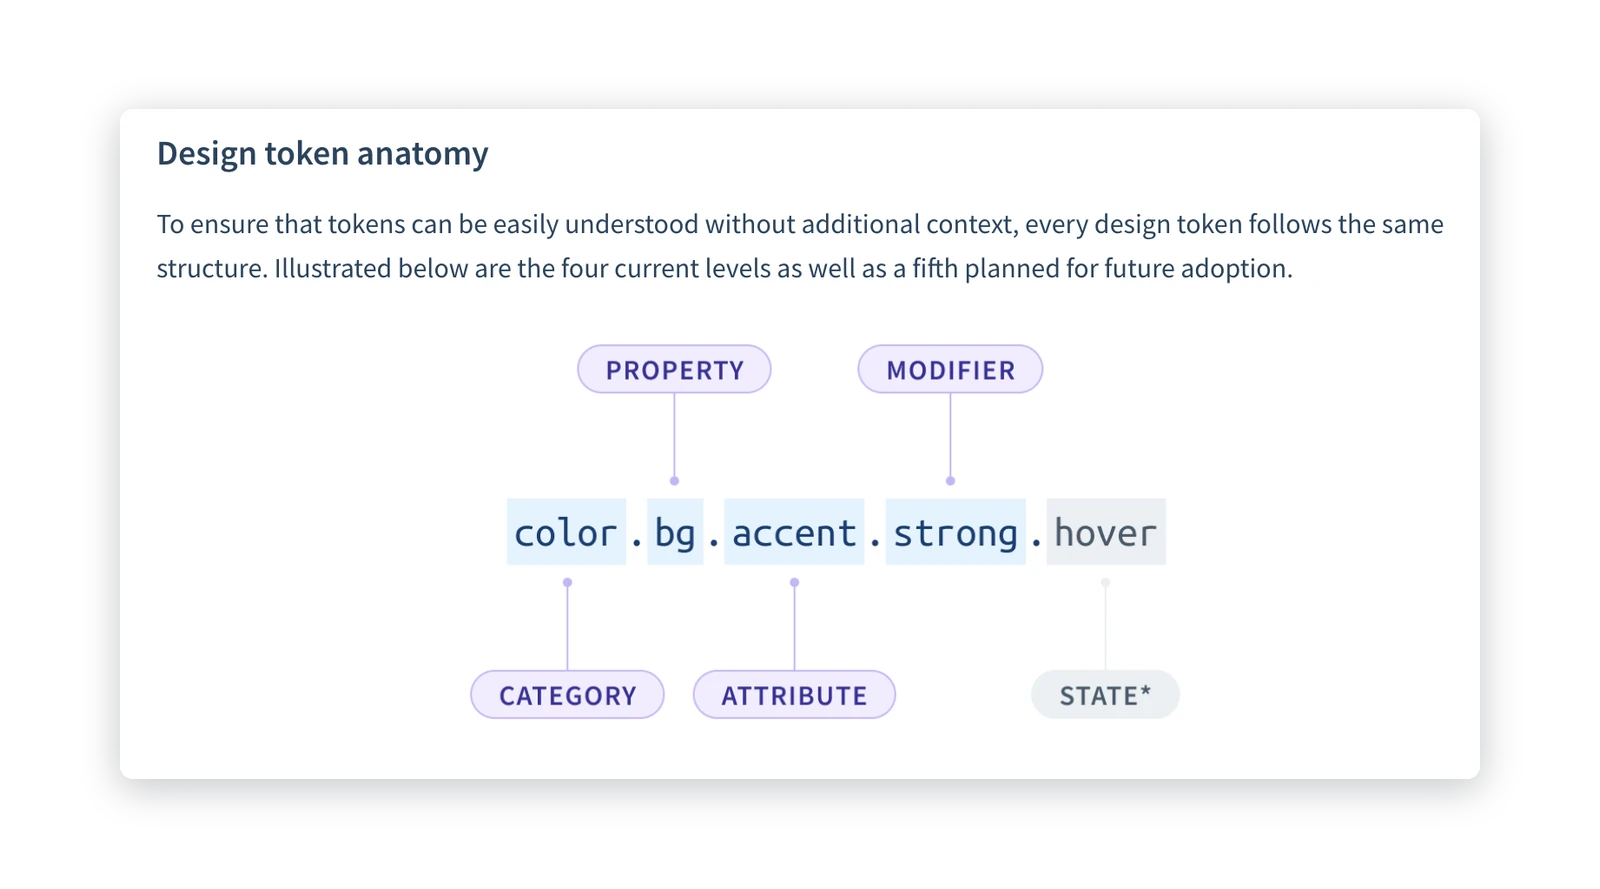 Design token anatomy
To ensure that tokens can be easily understood without additional context, every design token follows the same
structure. Illustrated below are the four current levels as well as a fifth planned for future adoption.
PROPERTY MODIFIER
color.bg.accent.strong.hover
CATEGORY ATTRIBUTE STATE*